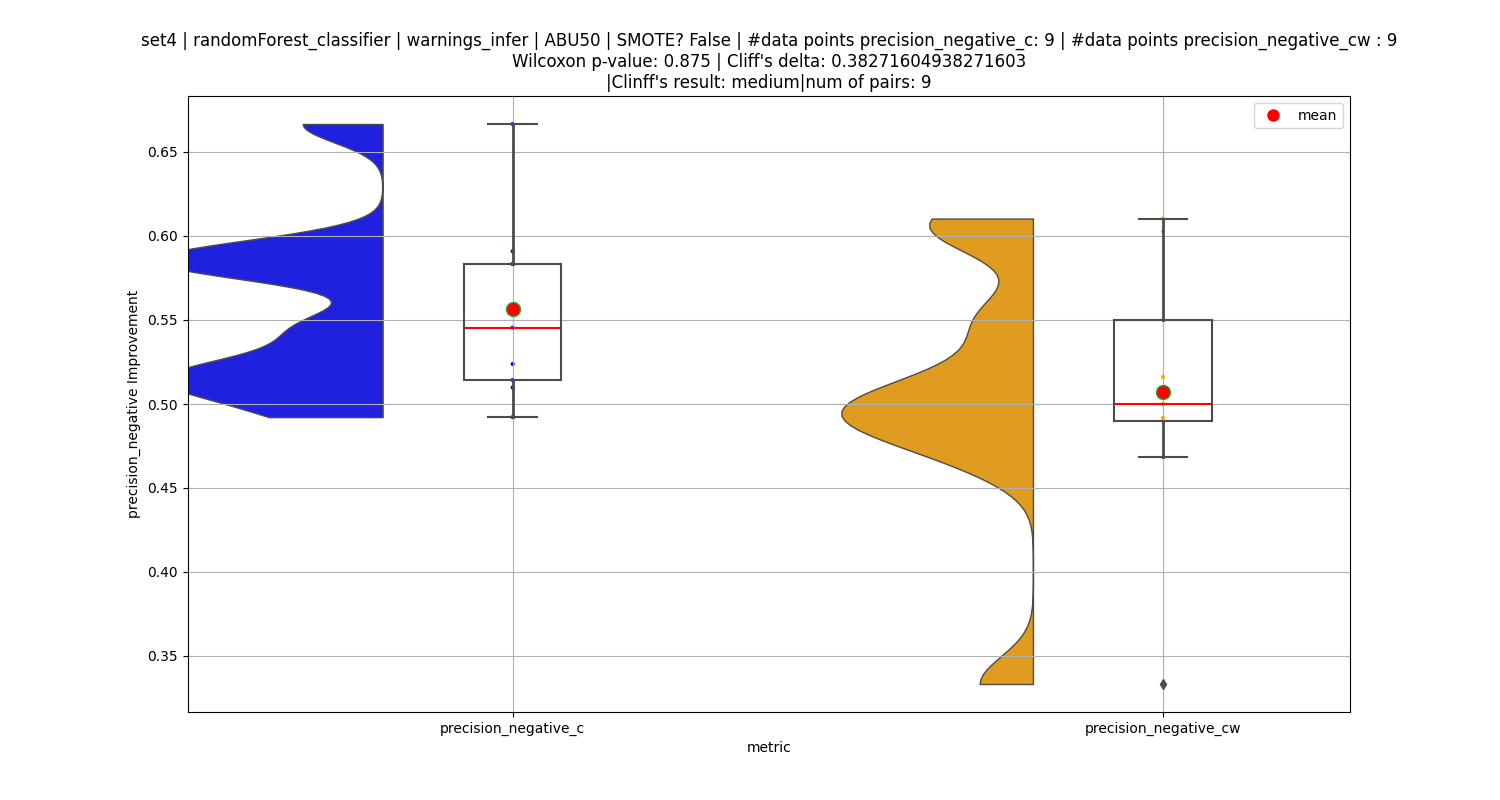 set4 | randomForest_classifier | warnings_infer | ABU50 | SMOTE? False | #data points precision_negative_c: 9 | #data points precision_negative_cw : 9
Wilcoxon p-value: 0.875 | Cliff's delta: 0.38271604938271603
|Clinff's result: medium|num of pairs: 9
mean
precision_negative Improvement
0.65
0.60
0.55
0.50
0.45
0.40
0.35
precision_negative_c
precision_negative_cw
metric